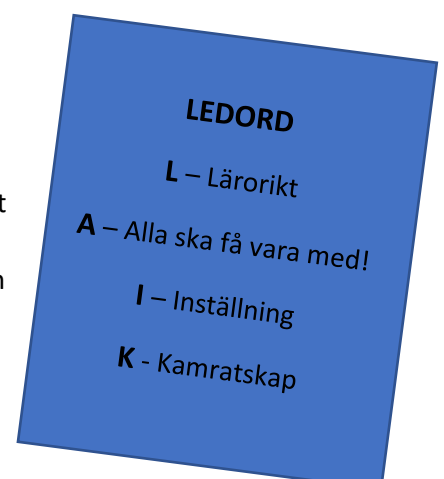 LEDORD
L – Lärorikt
t
A – Alla ska få vara med!
n
I – Inställning
K - Kamratskap